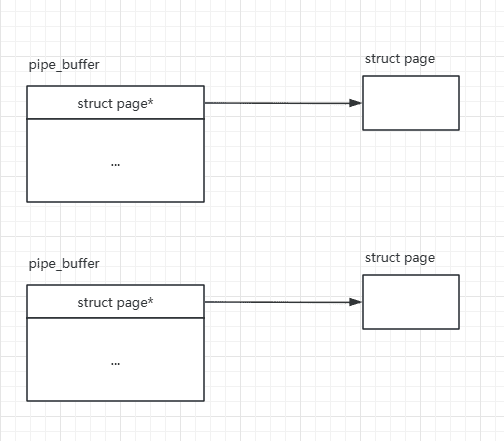 struct page
pipe_buffer
struct page*
...
struct page
pipe_buffer
struct page*
...